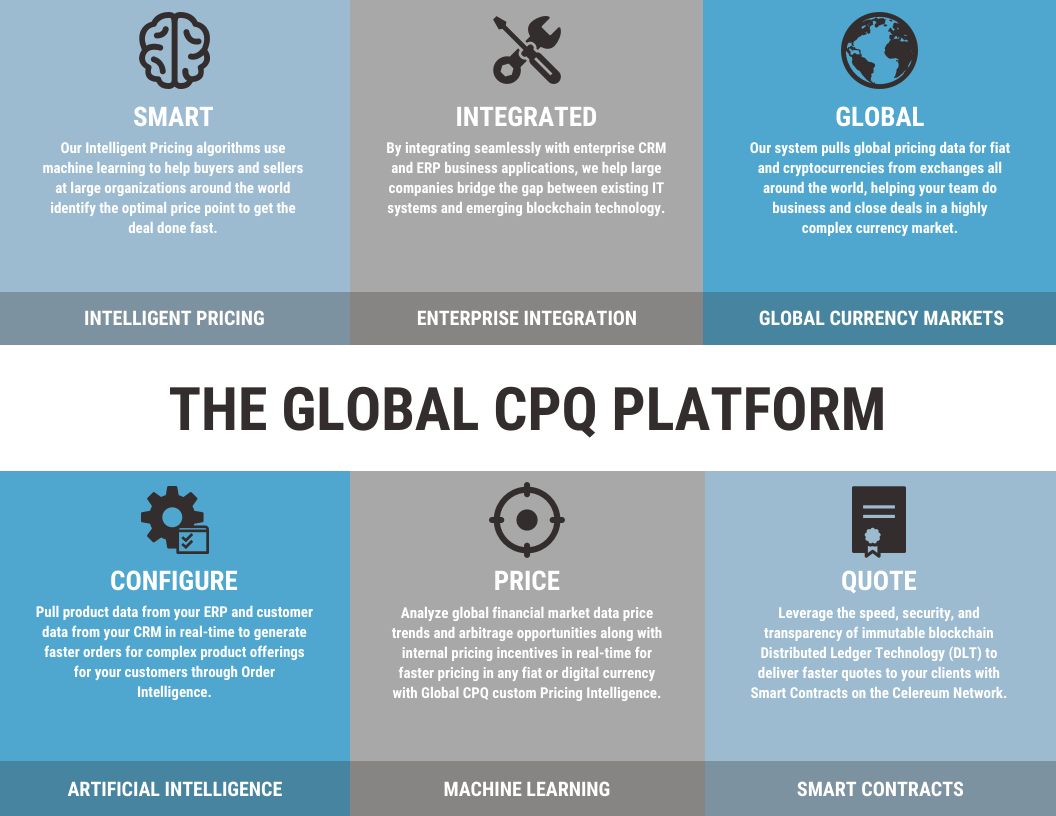 SMART
Our Intelligent Pricing algorithms use
machine learning to help buyers and sellers
at large organizations around the world
identify the optimal price point to get the
deal done fast.
INTELLIGENT PRICING
INTEGRATED
By integrating seamlessly with enterprise CRM
and ERP business applications, we help large
companies bridge the gap between existing IT
systems and emerging blockchain technology.
ENTERPRISE INTEGRATION
GLOBAL
Our system pulls global pricing data for fiat
and cryptocurrencies from exchanges all
around the world, helping your team do
business and close deals in a highly
complex currency market.
GLOBAL CURRENCY MARKETS
THE GLOBAL CPQ PLATFORM
CONFIGURE
Pull product data from your ERP and customer
data from your CRM in real-time to generate
faster orders for complex product offerings
for your customers through Order
Intelligence.
ARTIFICIAL INTELLIGENCE
PRICE
Analyze global financial market data price
trends and arbitrage opportunities along with
internal pricing incentives in real-time for
faster pricing in any fiat or digital currency
with Global CPQ custom Pricing Intelligence.
MACHINE LEARNING
QUOTE
Leverage the speed, security, and
transparency of immutable blockchain
Distributed Ledger Technology (DLT) to
deliver faster quotes to your clients with
Smart Contracts on the Celereum Network.
SMART CONTRACTS